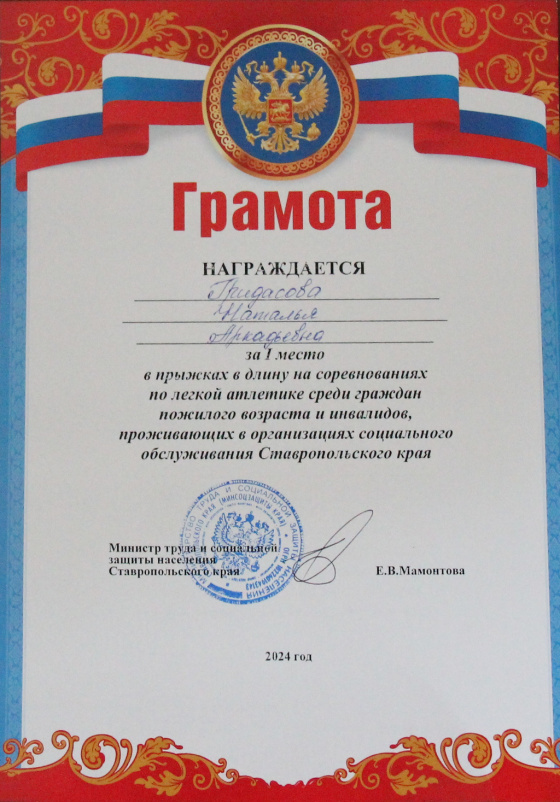 Грамота
НАГРАЖДАЕТСЯ
Придасова
Наталья
Аркадьевна
за I место
в прыжках в длину на соревнованиях
по легкой атлетике среди граждан
пожилого возраста и инвалидов,
проживающих в организациях социального
обслуживания Ставропольского края
Министр труда и социальной
защиты населения
Ставропольского края
Е.В.Мамонтова
2024 год